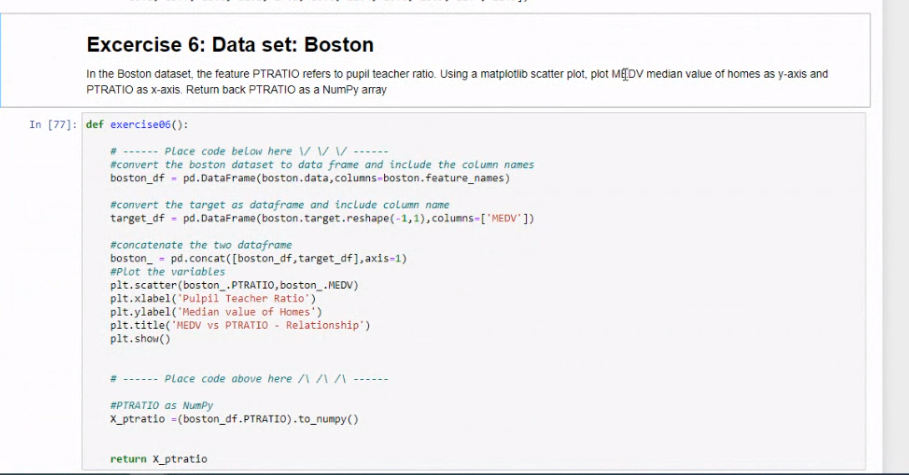 Excercise 6: Data set: Boston
In the Boston dataset, the feature PTRATIO refers to pupil teacher ratio. Using a matplotlib scatter plot, plot MEDV median value of homes as y-axis and
PTRATIO as x-axis. Return back PTRATIO as a NumPy array
In [77]: def exercise06():
# ------ Place code below here \/ \/ \/ ------
#convert the boston dataset to data frame and include the column names
boston_df = pd.DataFrame(boston.data,columns=boston.feature_names)
#convert the target as dataframe and include column name
target_df = pd.DataFrame(boston.target.reshape(-1,1),columns=['MEDV'])
#concatenate the two dataframe
boston_ = pd.concat([boston_df,target_df],axis=1)
#Plot the variables
plt.scatter(boston_.PTRATIO,boston_.MEDV)
plt.xlabel('Pulpil Teacher Ratio')
plt.ylabel('Median value of Homes')
plt.title('MEDV vs PTRATIO - Relationship')
plt.show()
# ------ Place code above here /\ /\ /\ ------
#PTRATIO as NumPy
X_ptratio =(boston_df.PTRATIO).to_numpy()
return X_ptratio